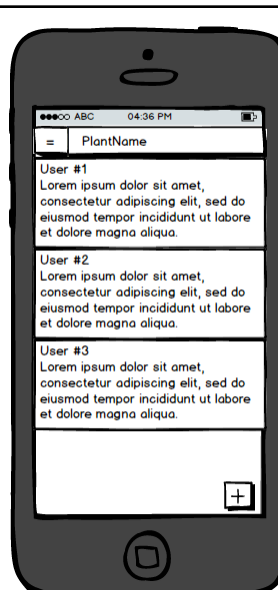 ABC 04:36 PM
= PlantName
User #1
Lorem ipsum dolor sit amet,
consectetur adipiscing elit, sed do
eiusmod tempor incididunt ut labore
et dolore magna aliqua.
User #2
Lorem ipsum dolor sit amet,
consectetur adipiscing elit, sed do
eiusmod tempor incididunt ut labore
et dolore magna aliqua.
User #3
Lorem ipsum dolor sit amet,
consectetur adipiscing elit, sed do
eiusmod tempor incididunt ut labore
et dolore magna aliqua.
+